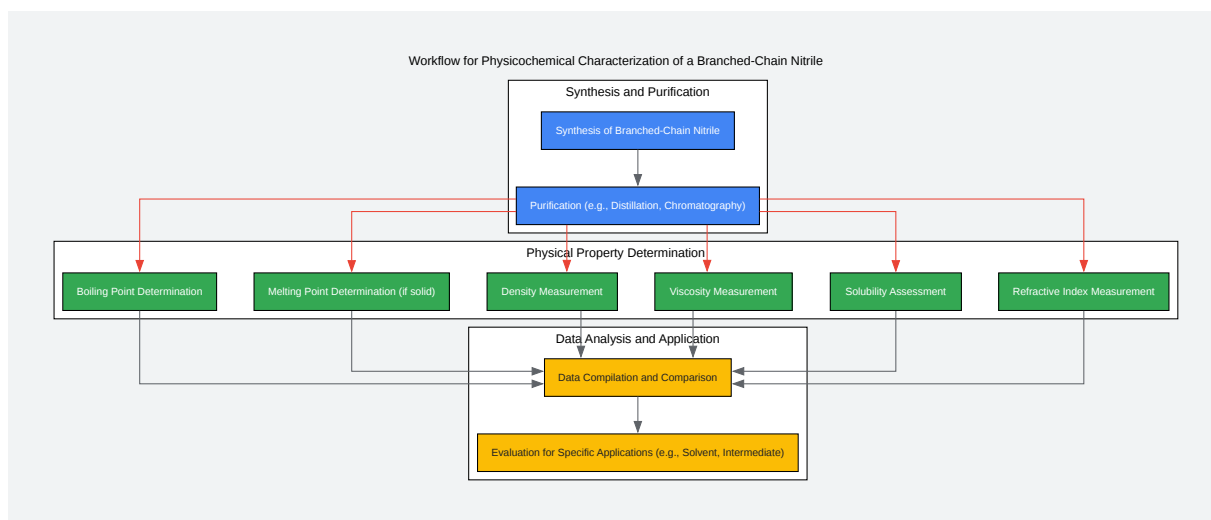 Workflow for Physicochemical Characterization of a Branched-Chain Nitrile
Synthesis and Purification
Synthesis of Branched-Chain Nitrile
Purification (e.g., Distillation, Chromatography)
Physical Property Determination
Boiling Point Determination
Melting Point Determination (if solid)
Density Measurement
Viscosity Measurement
Solubility Assessment
Refractive Index Measurement
Data Analysis and Application
Data Compilation and Comparison
Evaluation for Specific Applications (e.g., Solvent, Intermediate)